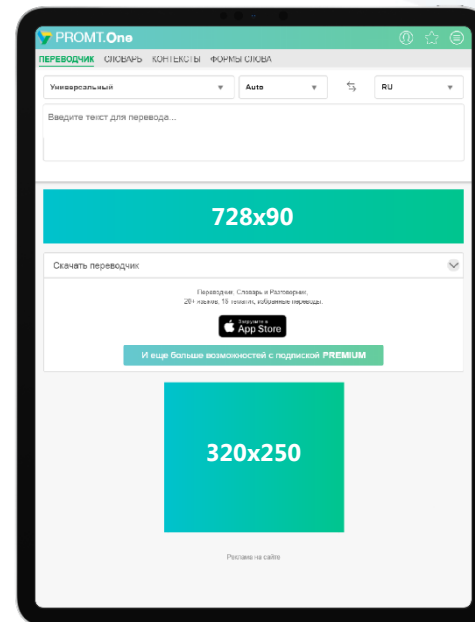 PROMT.One
ПЕРЕВОДЧИК СЛОВАРЬ КОНТЕКСТЫ ФОРМЫ СЛОВА
Универсальный Auto RU
Введите текст для перевода...
728x90
Скачать переводчик
Переводчик, Словарь и Разговорник,
20+ языков, 18 тематик, избранные переводы.
Загрузите в
App Store
И еще больше возможностей с подпиской PREMIUM
320x250
Реклама на сайте